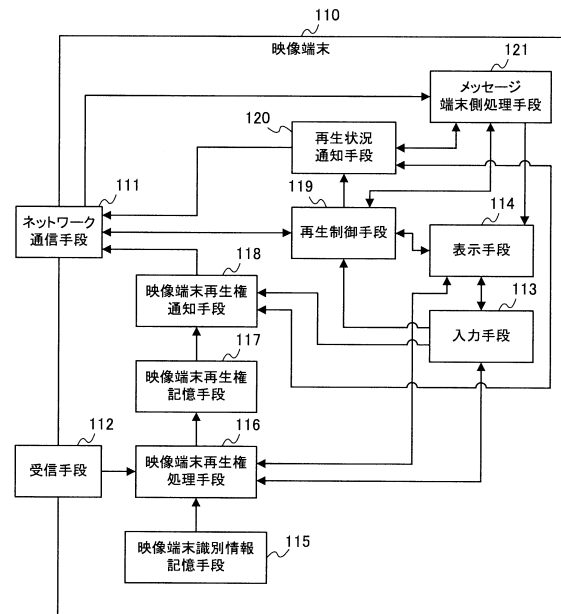 110
映像端末
121
メッセージ
端末側処理手段
120
再生状況
通知手段
111
ネットワーク
通信手段
119
再生制御手段
114
表示手段
118
映像端末再生権
通知手段
113
入力手段
117
映像端末再生権
記憶手段
112
受信手段
116
映像端末再生権
処理手段
映像端末識別情報
記憶手段
115